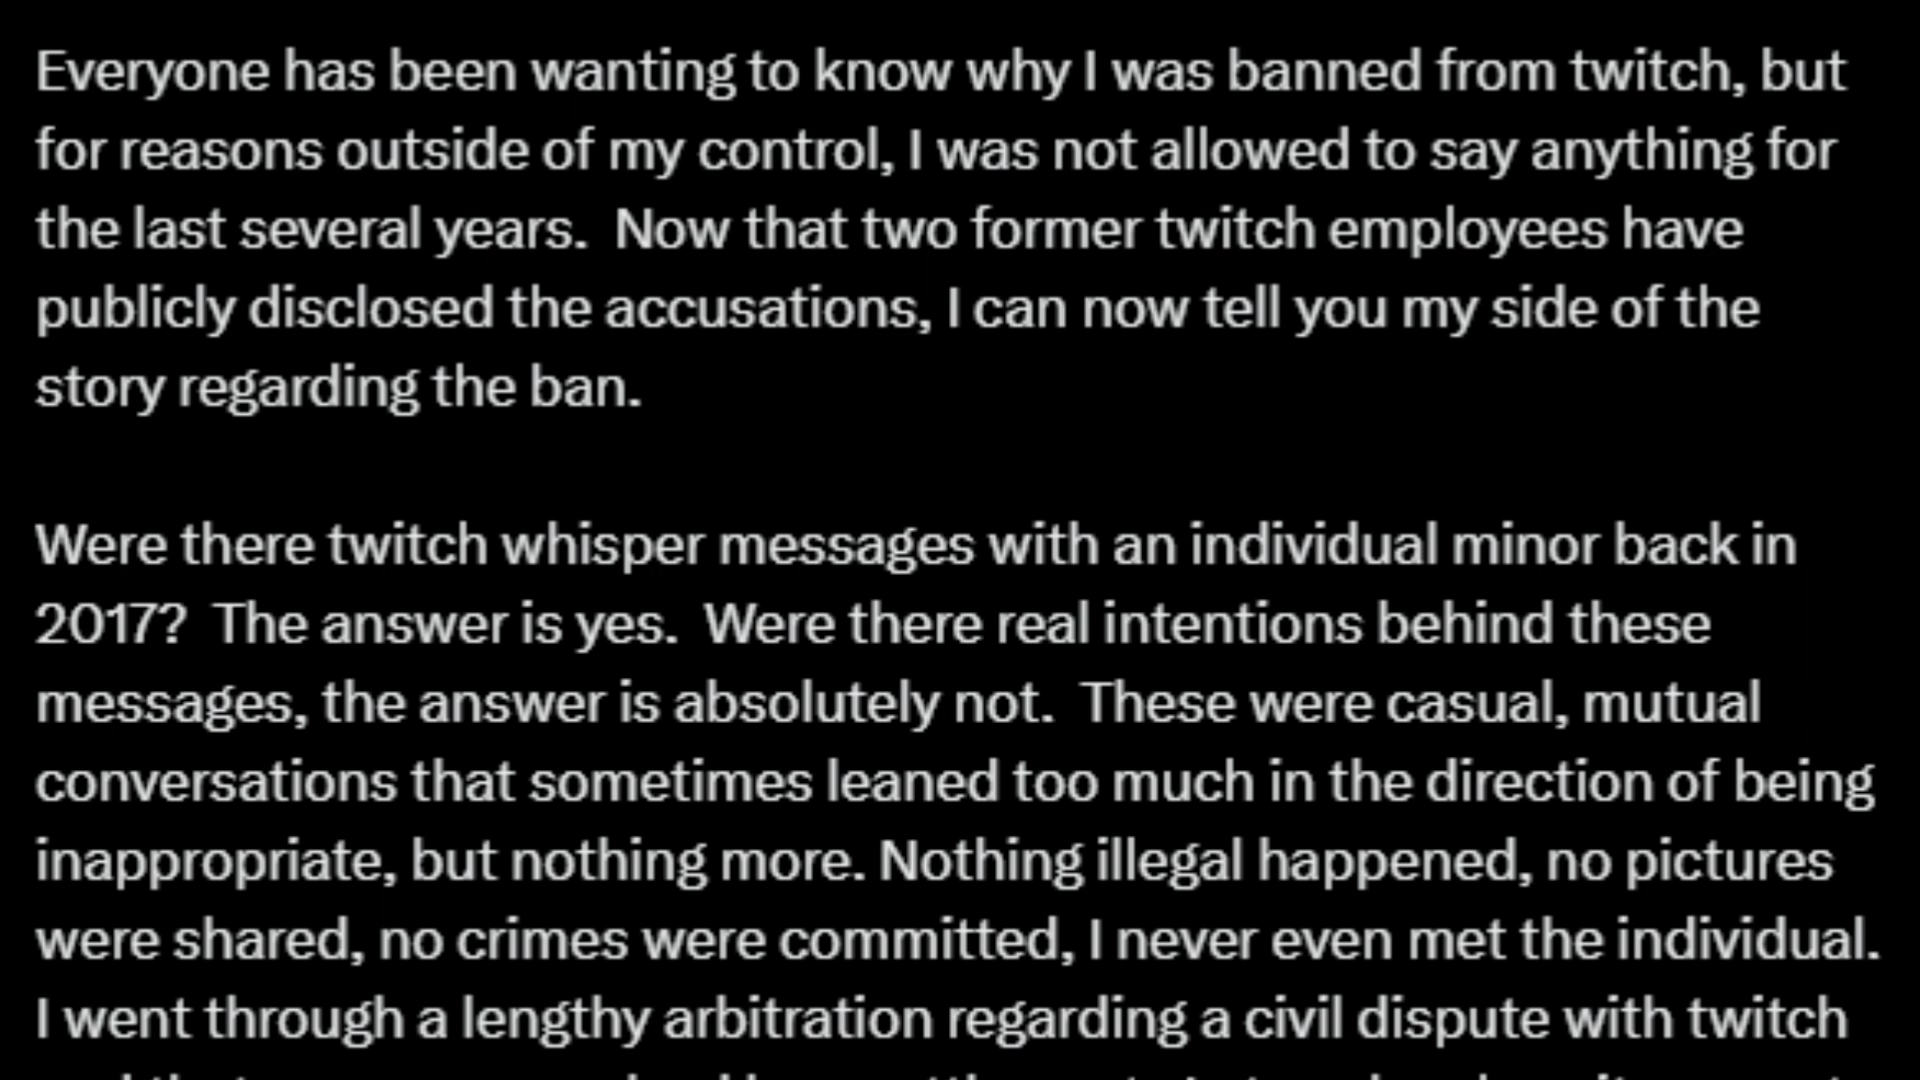 Everyone has been wanting to know why I was banned from twitch, but
for reasons outside of my control, I was not allowed to say anything for
the last several years.  Now that two former twitch employees have
publicly disclosed the accusations, I can now tell you my side of the
story regarding the ban.
Were there twitch whisper messages with an individual minor back in
2017?  The answer is yes.  Were there real intentions behind these
messages, the answer is absolutely not.  These were casual, mutual
conversations that sometimes leaned too much in the direction of being
inappropriate, but nothing more. Nothing illegal happened, no pictures
were shared, no crimes were committed, I never even met the individual.
I went through a lengthy arbitration regarding a civil dispute with twitch